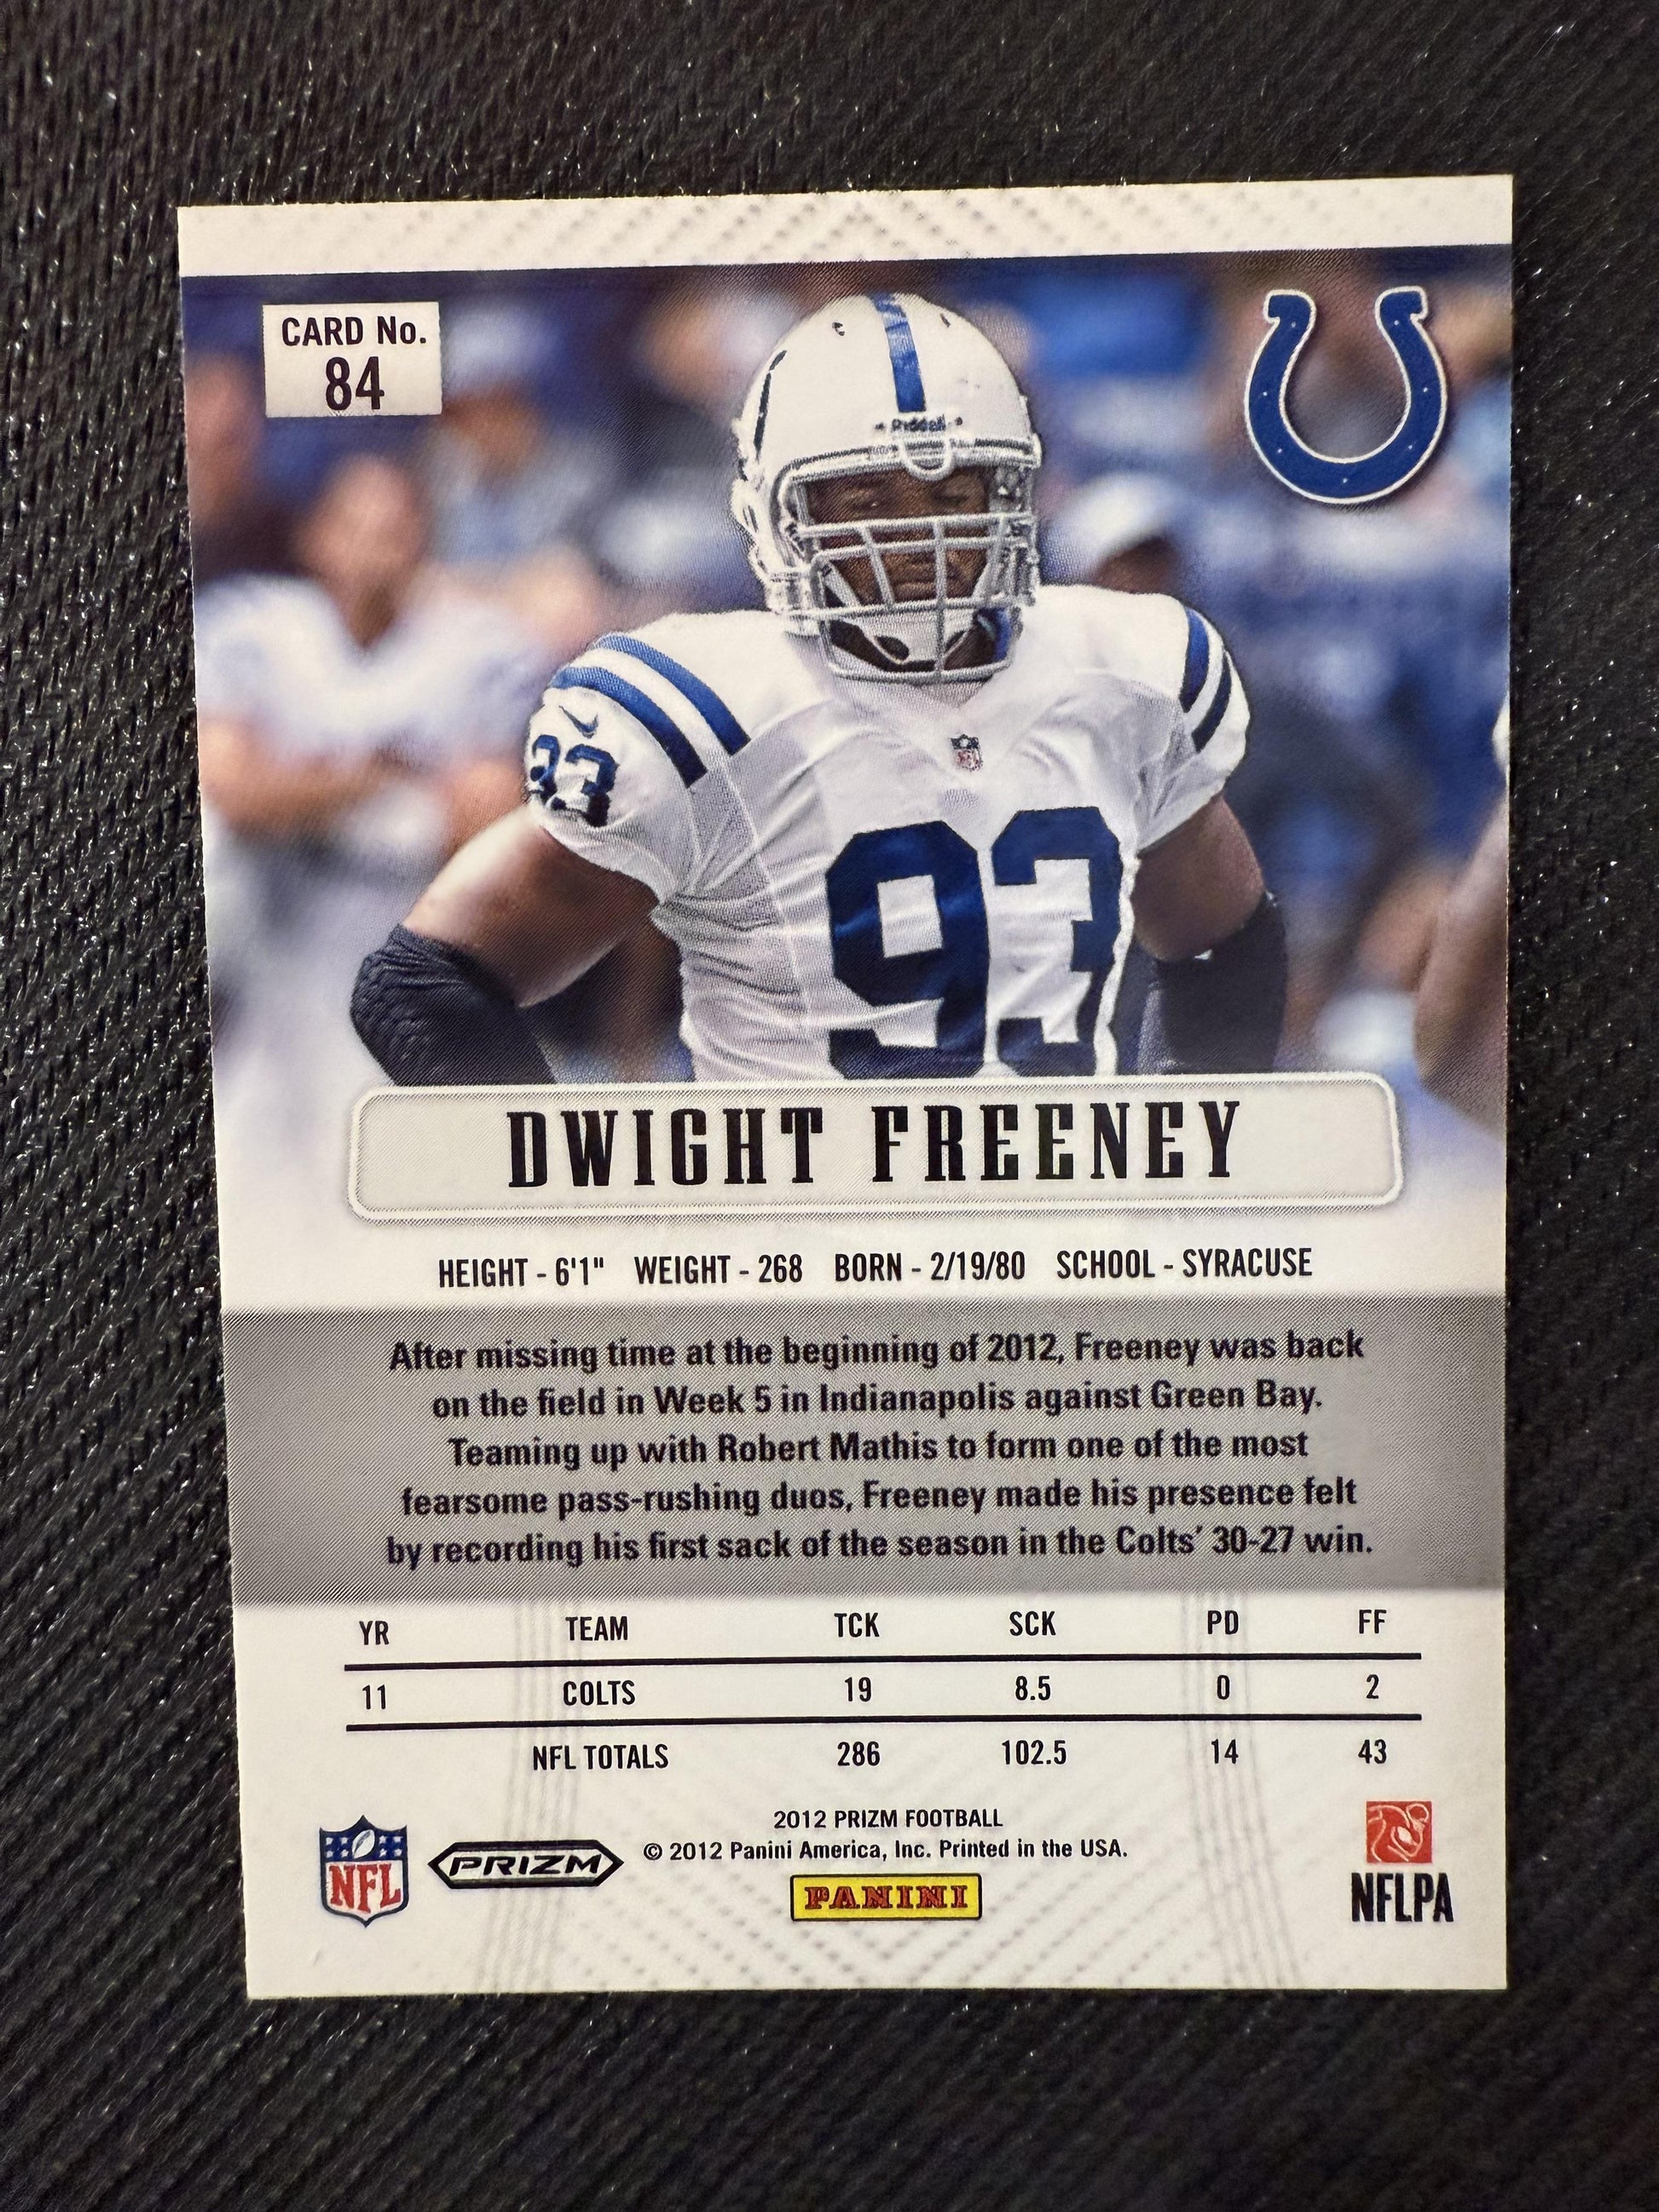 CARD No.
84
Riddell
93
93
DWIGHT FREENEY
HEIGHT - 6'1" WEIGHT - 268 BORN - 2/19/80 SCHOOL - SYRACUSE
After missing time at the beginning of 2012, Freeney was back
on the field in Week 5 in Indianapolis against Green Bay.
Teaming up with Robert Mathis to form one of the most
fearsome pass-rushing duos, Freeney made his presence felt
by recording his first sack of the season in the Colts' 30-27 win.
YR TEAM TCK SCK PD FF
11 COLTS 19 8.5 0 2
NFL TOTALS 286 102.5 14 43
2012 PRIZM FOOTBALL
© 2012 Panini America, Inc. Printed in the USA.
NFL
PRIZM
PANINI
NFLPA